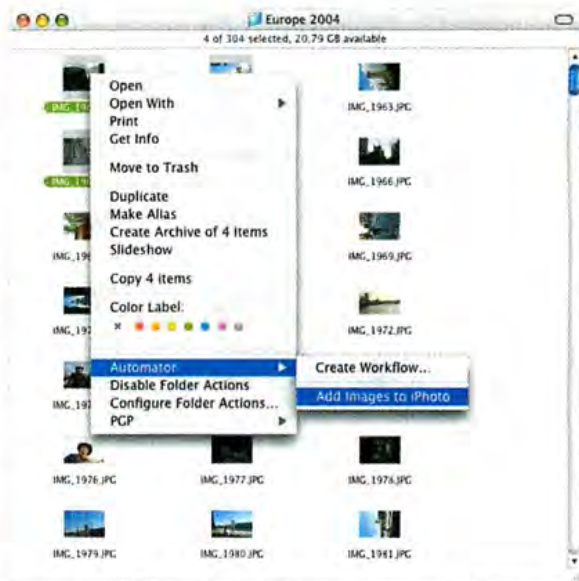 Europe 2004
4 of 304 selected, 20.79 GB available
IMG_1963.JPG
IMG_1966.JPG
IMG_1969.JPG
IMG_1972.JPG
Open
Open With
Print
Get Info
Move to Trash
Duplicate
Make Alias
Create Archive of 4 Items
Slideshow
Copy 4 items
Color Label:
Automator
Disable Folder Actions
Configure Folder Actions...
PGP
Create Workflow...
Add Images to iPhoto
IMG_1976.JPG
IMG_1977.JPG
IMG_1978.JPG
IMG_1979.JPG
IMG_1980.JPG
IMG_1981.JPG